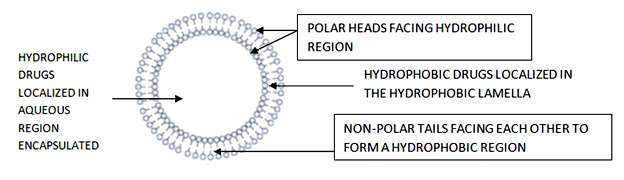 HYDROPHILIC
DRUGS
LOCALIZED IN
AQUEOUS
REGION
ENCAPSULATED
POLAR HEADS FACING HYDROPHILIC
REGION
HYDROPHOBIC DRUGS LOCALIZED IN
THE HYDROPHOBIC LAMELLA
NON-POLAR TAILS FACING EACH OTHER TO
FORM A HYDROPHOBIC REGION